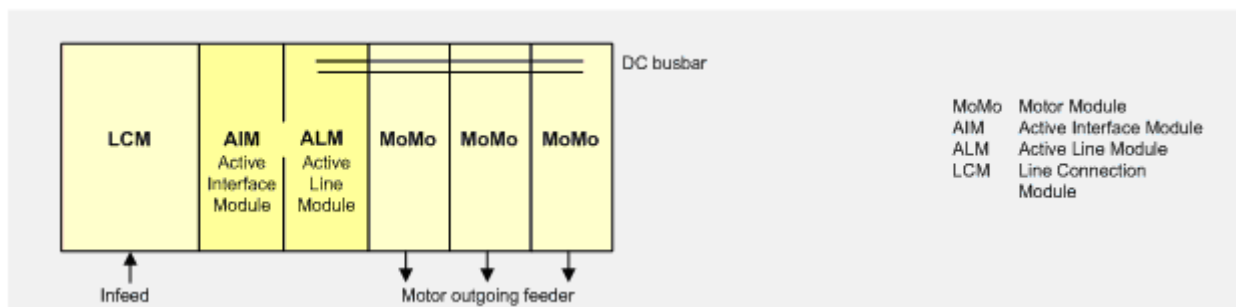 DC busbar
LCM
AIM
Active
Interface
Module
ALM
Active
Line
Module
MoMo
MoMo
MoMo
Infeed
Motor outgoing feeder
MoMo Motor Module
AIM Active Interface Module
ALM Active Line Module
LCM Line Connection
Module